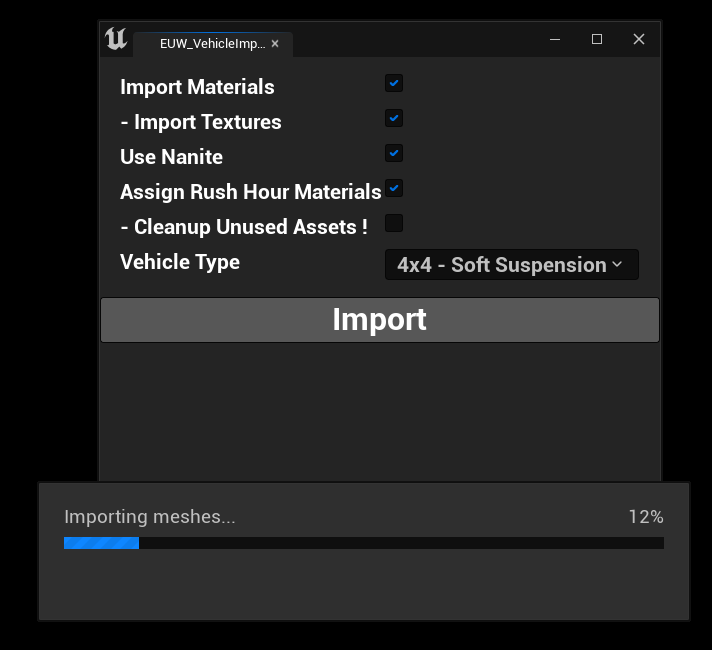 EUW_VehicleImp...
Import Materials
- Import Textures
Use Nanite
Assign Rush Hour Materials
- Cleanup Unused Assets !
Vehicle Type
4x4 - Soft Suspension
Import
Importing meshes...
12%